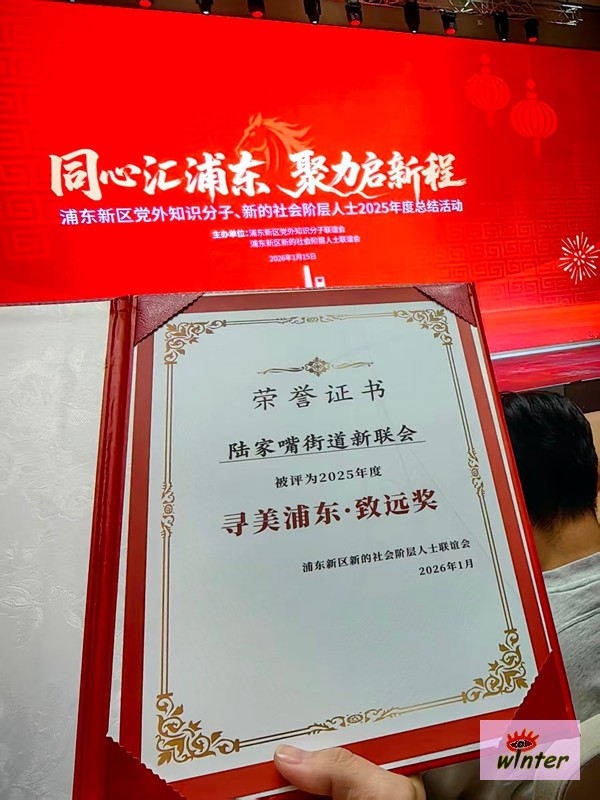 同心汇浦东 聚力启新程
浦东新区党外知识分子、新的社会阶层人士2025年度总结活动
主办单位：浦东新区党外知识分子联谊会
浦东新区新的社会阶层人士联谊会
2026年1月15日
荣誉证书
陆家嘴街道新联会
被评为2025年度
寻美浦东·致远奖
浦东新区新的社会阶层人士联谊会
2026年1月
winter